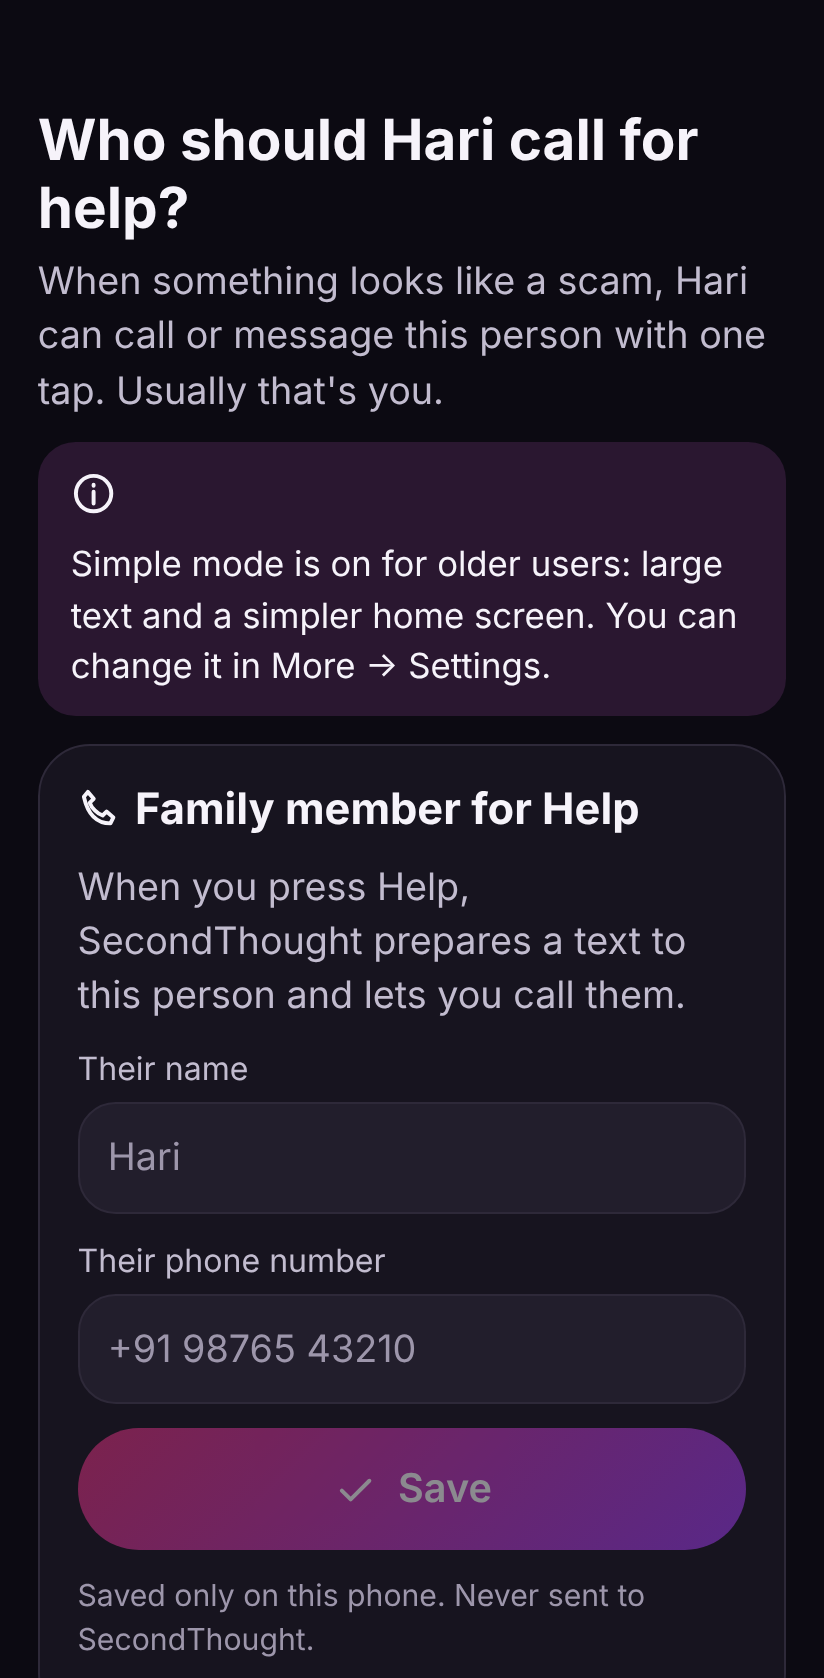 Who should Hari call for
help?
When something looks like a scam, Hari
can call or message this person with one
tap. Usually that's you.
Simple mode is on for older users: large
text and a simpler home screen. You can
change it in More → Settings.
Family member for Help
When you press Help,
SecondThought prepares a text to
this person and lets you call them.
Their name
Hari
Their phone number
+91 98765 43210
Save
Saved only on this phone. Never sent to
SecondThought.